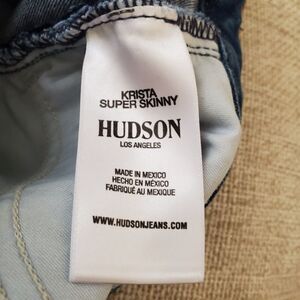 KRISTA
SUPER SKINNY
HUDSON
LOS ANGELES
MADE IN MEXICO
HECHO EN MÉXICO
FABRIQUÉ AU MEXIQUE
WWW.HUDSONJEANS.COM